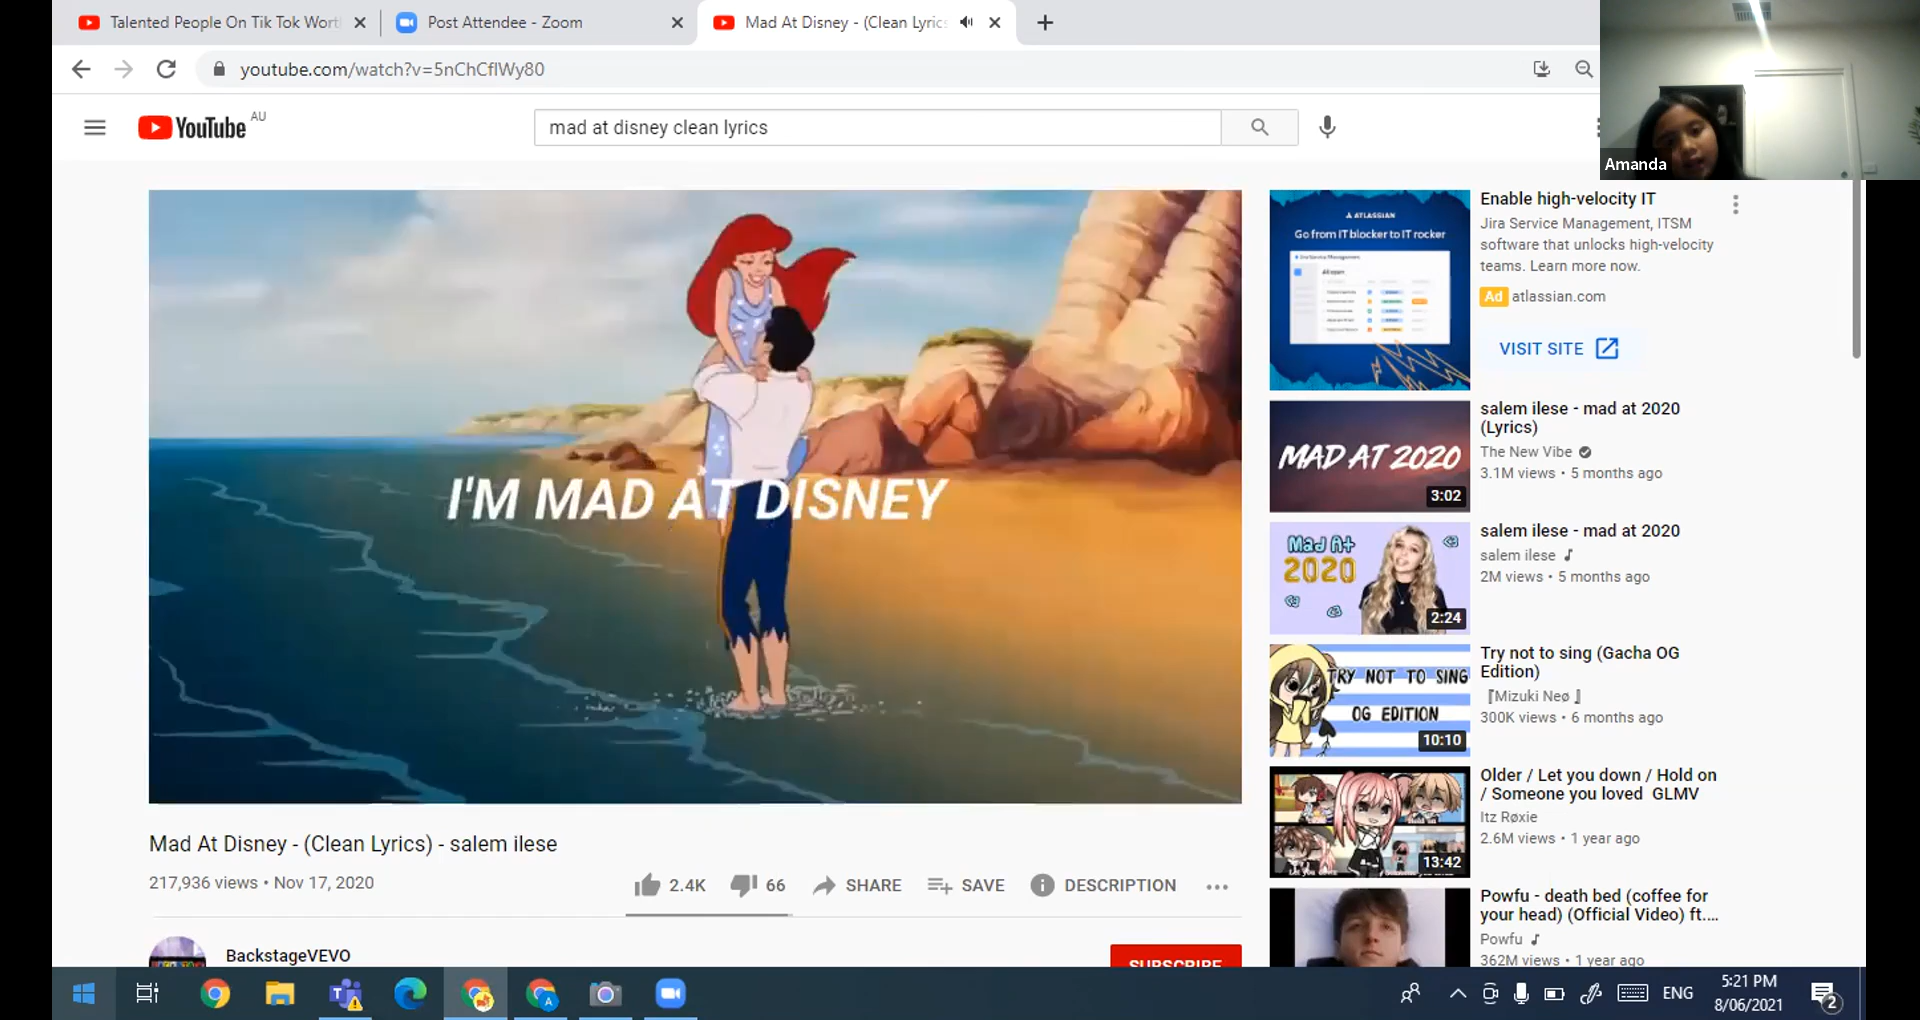 Talented People On Tik Tok Wort
Post Attendee - Zoom
Mad At Disney - (Clean Lyric
youtube.com/watch?v=5nChCflWy80
YouTube AU
mad at disney clean lyrics
Amanda
I'M MAD AT DISNEY
ATLASSIAN
Go from IT blocker to IT rocker
Enable high-velocity IT
Jira Service Management, ITSM
software that unlocks high-velocity
teams. Learn more now.
Ad atlassian.com
VISIT SITE
MAD AT 2020
3:02
salem ilese - mad at 2020
(Lyrics)
The New Vibe
3.1M views • 5 months ago
Mad At
2020
2:24
salem ilese - mad at 2020
salem ilese
2M views • 5 months ago
TRY NOT TO SING
OG EDITION
10:10
Try not to sing (Gacha OG
Edition)
『Mizuki Neø 』
300K views • 6 months ago
13:42
Older / Let you down / Hold on
/ Someone you loved GLMV
Itz Røxie
2.6M views • 1 year ago
Powfu - death bed (coffee for
your head) (Official Video) ft....
Powfu
362M views • 1 year ago
Mad At Disney - (Clean Lyrics) - salem ilese
217,936 views • Nov 17, 2020
2.4K 66 SHARE SAVE DESCRIPTION
BackstageVEVO
SUBSCRIBE
ENG
5:21 PM
8/06/2021
2